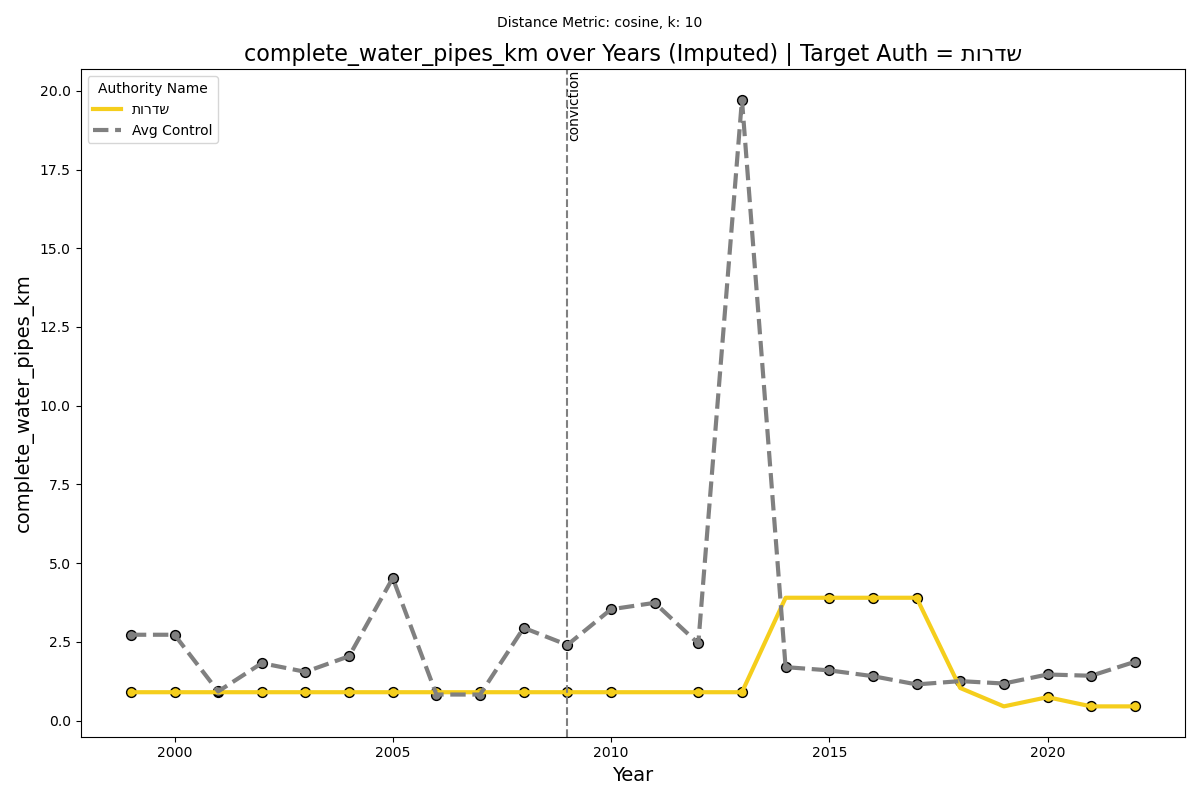 Distance Metric: cosine, k: 10
complete_water_pipes_km over Years (Imputed) | Target Auth = שדרות
Authority Name
שדרות
Avg Control
conviction
complete_water_pipes_km
20.0
17.5
15.0
12.5
10.0
7.5
5.0
2.5
0.0
2000
2005
2010
2015
2020
Year